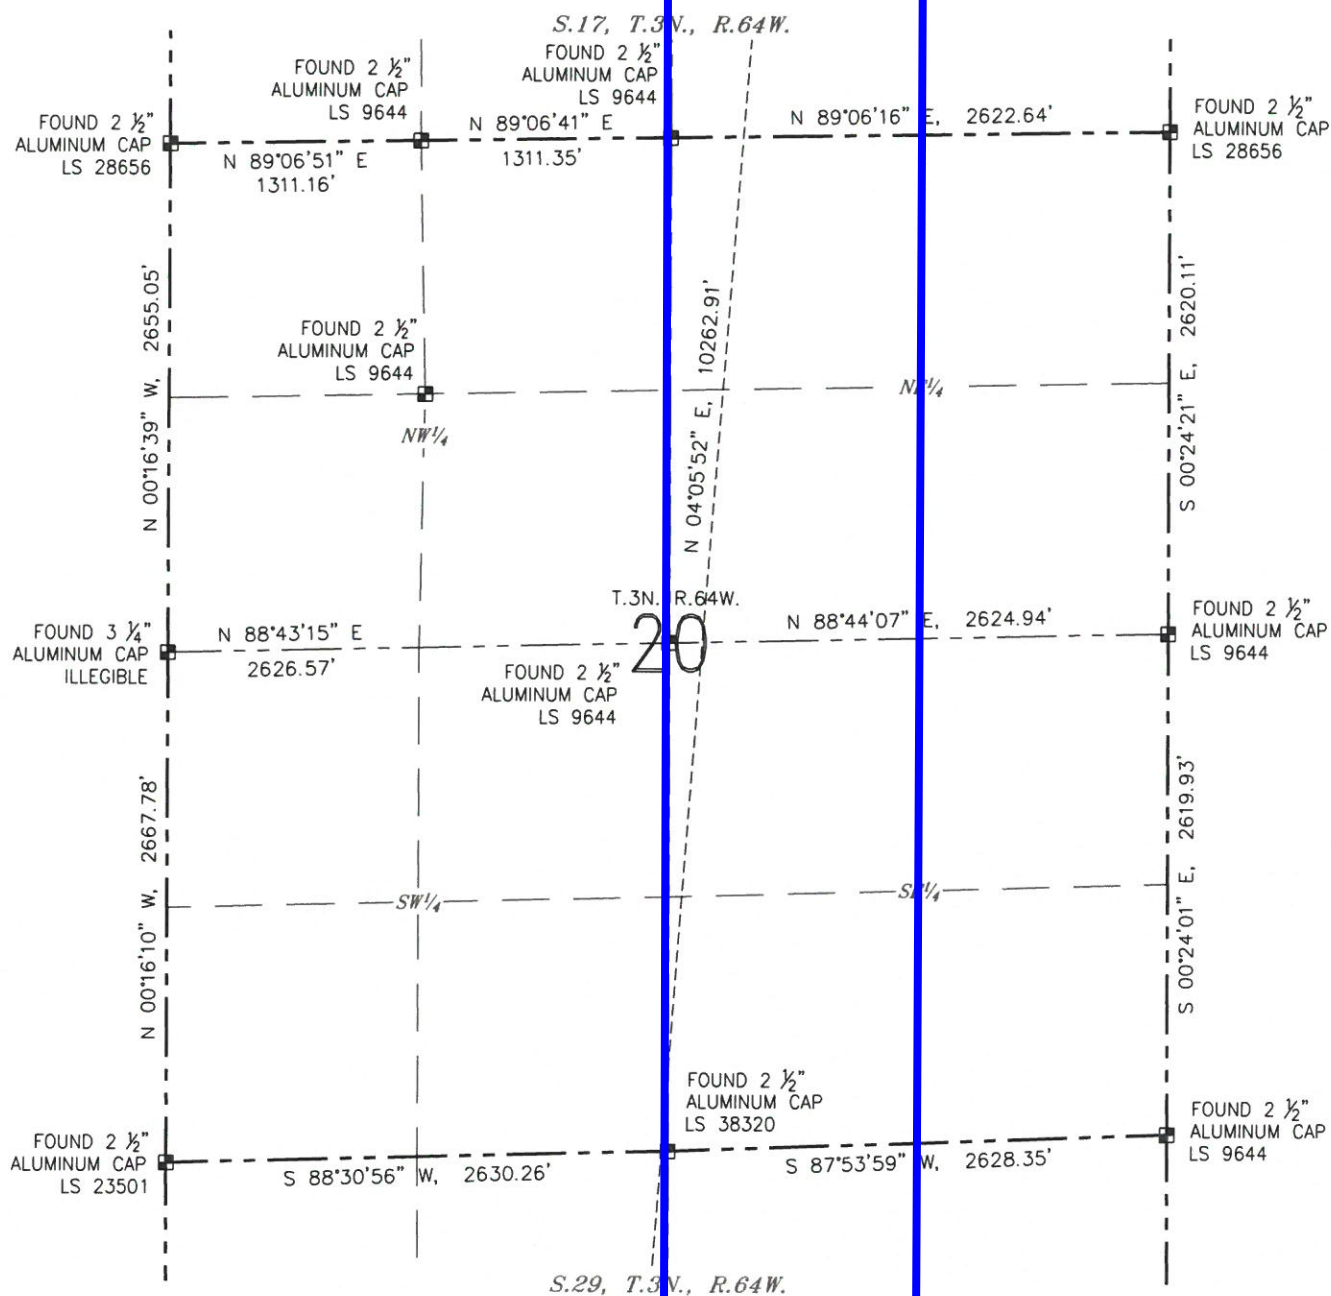 S.17, T.3N., R.64W.
FOUND 2 ½"
ALUMINUM CAP
LS 9644
FOUND 2 ½"
ALUMINUM CAP
LS 9644
FOUND 2 ½"
ALUMINUM CAP
LS 28656
FOUND 2 ½"
ALUMINUM CAP
LS 28656
N 89°06'51" E
1311.16'
N 89°06'41" E
1311.35'
N 89°06'16" E, 2622.64'
N 00°16'39" W, 2655.05'
FOUND 2 ½"
ALUMINUM CAP
LS 9644
N 04°05'52" E, 10262.91'
S 00°24'21" E, 2620.11'
NW¼
NE¼
T.3N. R.64W.
20
FOUND 3 ¼"
ALUMINUM CAP
ILLEGIBLE
N 88°43'15" E
2626.57'
FOUND 2 ½"
ALUMINUM CAP
LS 9644
N 88°44'07" E, 2624.94'
FOUND 2 ½"
ALUMINUM CAP
LS 9644
N 00°16'10" W, 2667.78'
S 00°24'01" E, 2619.93'
SW¼
SE¼
FOUND 2 ½"
ALUMINUM CAP
LS 23501
S 88°30'56" W, 2630.26'
FOUND 2 ½"
ALUMINUM CAP
LS 38320
S 87°53'59" W, 2628.35'
FOUND 2 ½"
ALUMINUM CAP
LS 9644
S.29, T.3N., R.64W.